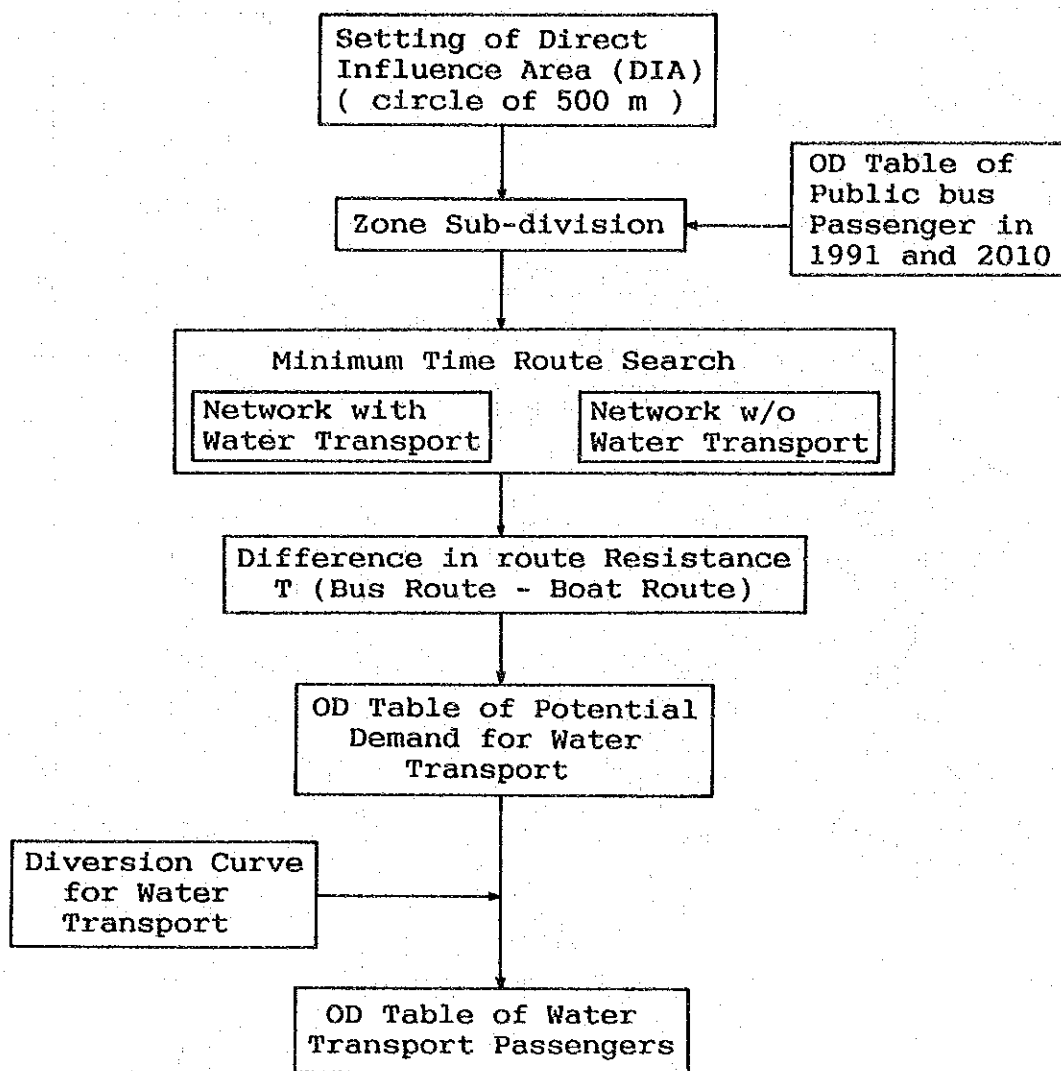 Setting of Direct
Influence Area (DIA)
( circle of 500 m )
OD Table of
Public bus
Passenger in
1991 and 2010
Zone Sub-division
Minimum Time Route Search
Network with
Water Transport
Network w/o
Water Transport
Difference in route Resistance
T (Bus Route - Boat Route)
OD Table of Potential
Demand for Water
Transport
Diversion Curve
for Water
Transport
OD Table of Water
Transport Passengers